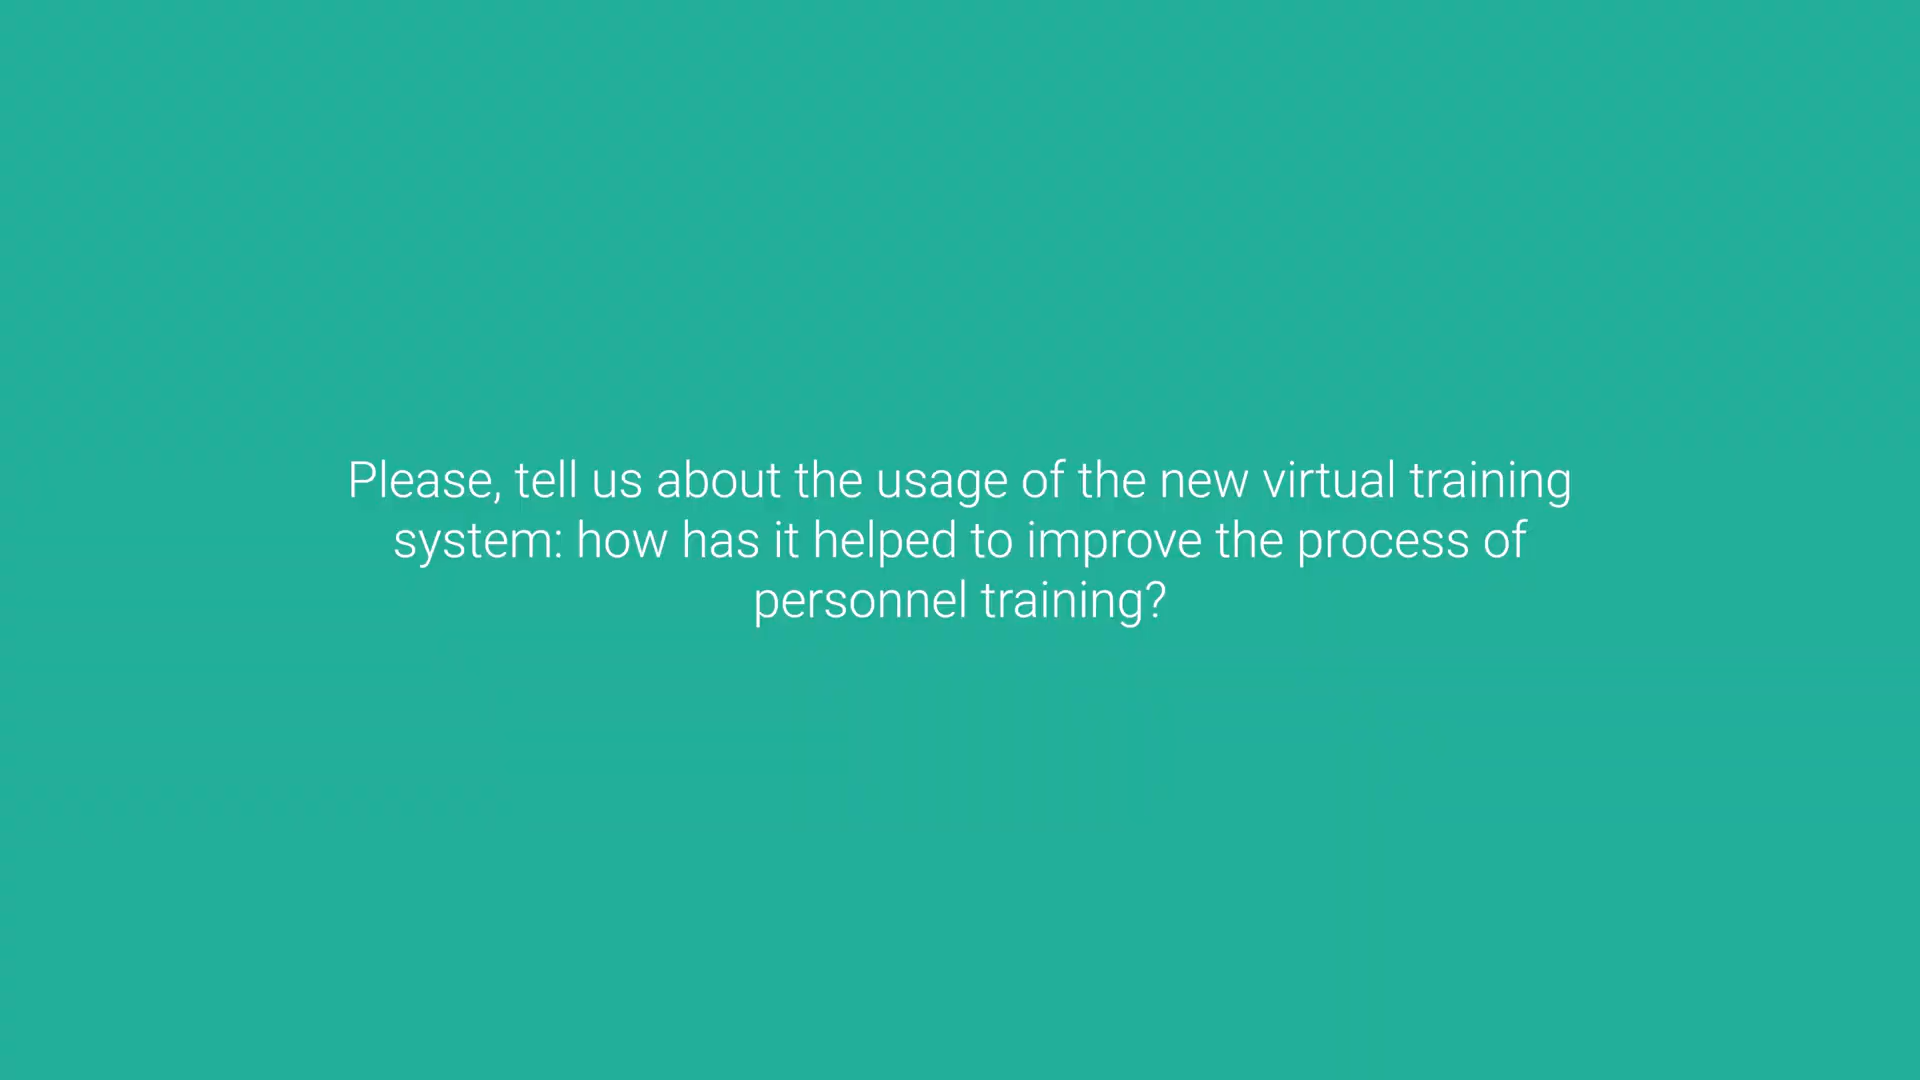 Please, tell us about the usage of the new virtual training
system: how has it helped to improve the process of
personnel training?